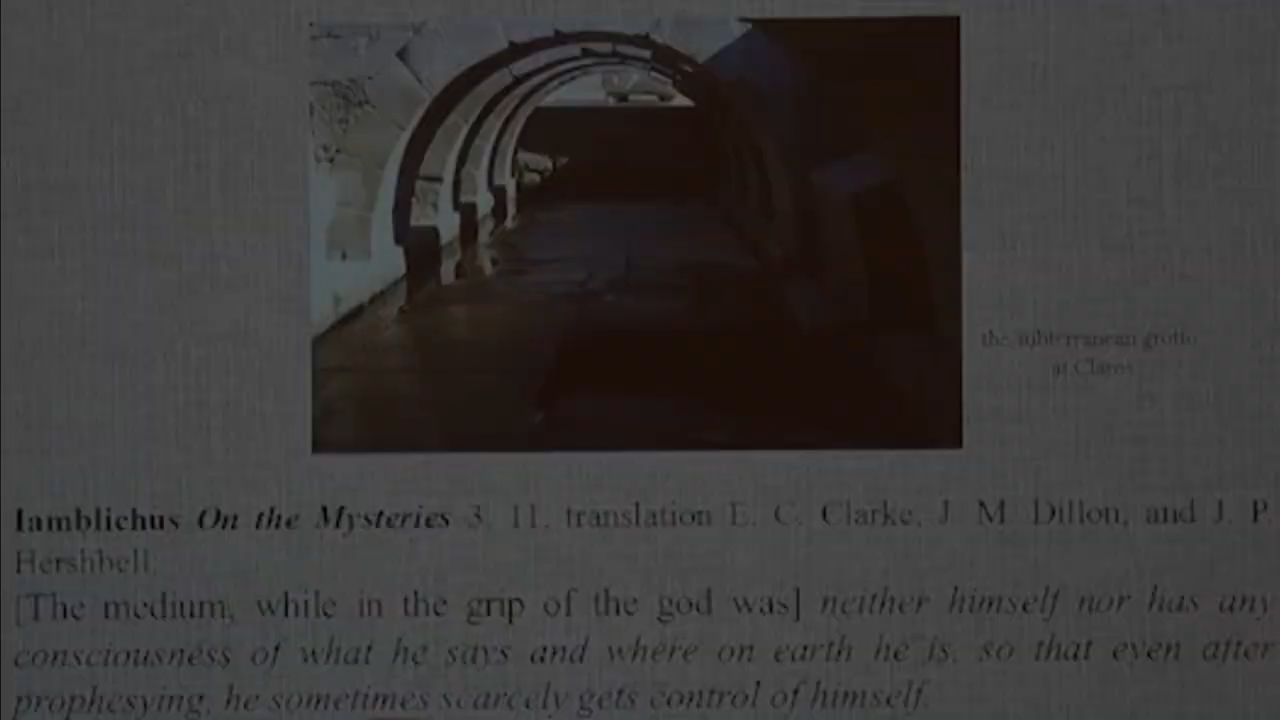 the subterranean grotto
at Claros
Iamblichus On the Mysteries 3. 11. translation E. C. Clarke, J. M. Dillon, and J. P.
Hershbell:
[The medium, while in the grip of the god was] neither himself nor has any
consciousness of what he says and where on earth he is, so that even after
prophesying, he sometimes scarcely gets control of himself.